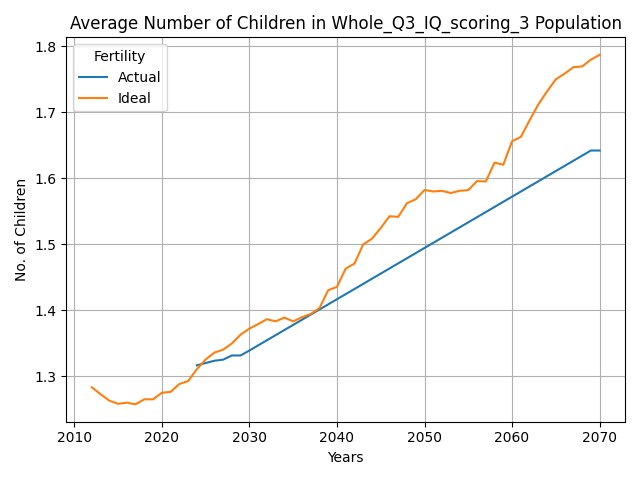 Average Number of Children in Whole_Q3_IQ_scoring_3 Population
Fertility
Actual
Ideal
1.8
1.7
1.6
1.5
1.4
1.3
No. of Children
2010 2020 2030 2040 2050 2060 2070
Years